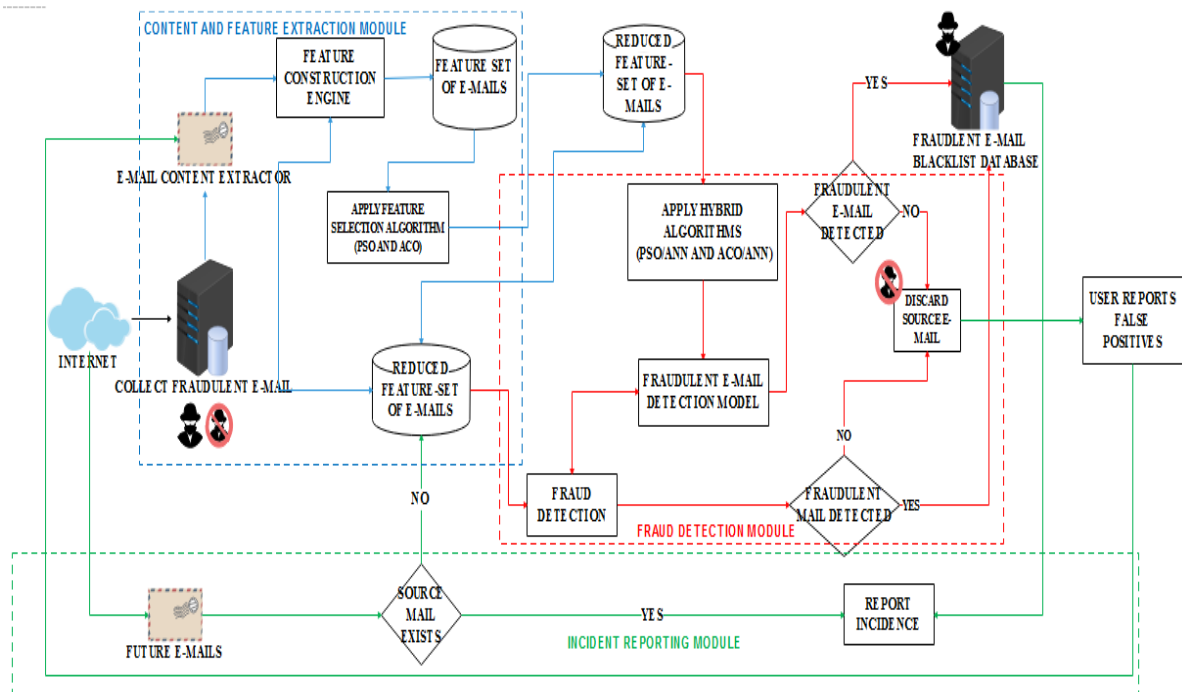 CONTENT AND FEATURE EXTRACTION MODULE
FEATURE
CONSTRUCTION
ENGINE
FEATURE SET
OF E-MAILS
REDUCED
FEATURE-
SET OF E-
MAILS
YES
FRAUDLENT E-MAIL
BLACKLIST DATABASE
E-MAIL CONTENT EXTRACTOR
APPLY FEATURE
SELECTION ALGORITHM
(PSO AND ACO)
APPLY HYBRID
ALGORITHMS
(PSO/ANN AND ACO/ANN)
FRAUDULENT
E-MAIL
DETECTED
NO
DISCARD
SOURCE E-
MAIL
USER REPORTS
FALSE
POSITIVES
INTERNET
COLLECT FRAUDULENT E-MAIL
REDUCED
FEATURE-SET
OF E-MAILS
FRAUDULENT E-MAIL
DETECTION MODEL
NO
NO
FRAUD
DETECTION
FRAUDULENT
MAIL DETECTED
YES
FRAUD DETECTION MODULE
SOURCE
MAIL
EXISTS
YES
REPORT
INCIDENCE
FUTURE E-MAILS
INCIDENT REPORTING MODULE